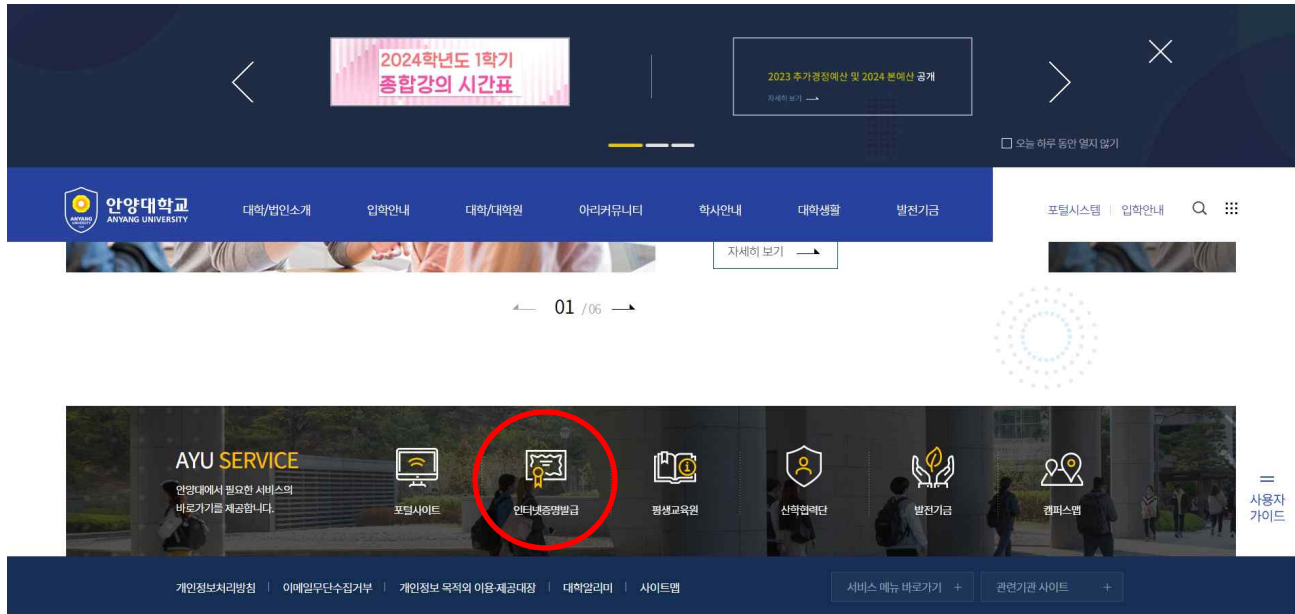 2024학년도 1학기
종합강의 시간표
2023 추가경정예산 및 2024 본예산 공개
자세히 보기
오늘 하루 동안 열지 않기
안양대학교
ANYANG UNIVERSITY
대학/법인소개
입학안내
대학/대학원
아리커뮤니티
학사안내
대학생활
발전기금
포털시스템
입학안내
자세히 보기
01 / 06
AYU SERVICE
안양대에서 필요한 서비스의
바로가기를 제공합니다.
포털사이트
인터넷증명발급
평생교육원
산학협력단
발전기금
캠퍼스맵
사용자
가이드
개인정보처리방침
이메일무단수집거부
개인정보 목적외 이용·제공대장
대학알리미
사이트맵
서비스 메뉴 바로가기 +
관련기관 사이트 +